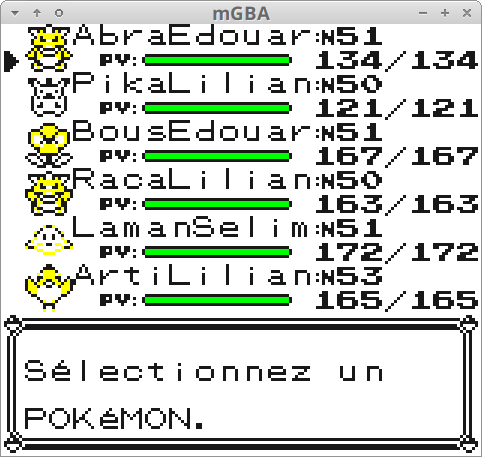 mGBA
AbraEdouar:N51
PV: 134/134
PikaLilian:N50
PV: 121/121
BousEdouar:N51
PV: 167/167
RacaLilian:N50
PV: 163/163
LamanSelim:N51
PV: 172/172
ArtiLilian:N53
PV: 165/165
Sélectionnez un
POKéMON.